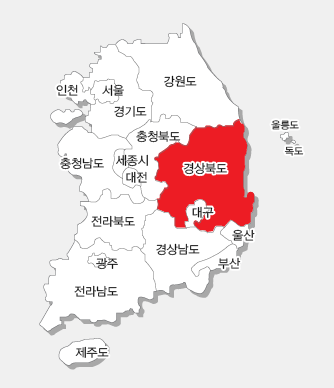 강원도
인천
서울
경기도
울릉도
독도
충청북도
충청남도
세종시
대전
경상북도
대구
전라북도
울산
경상남도
부산
광주
전라남도
제주도